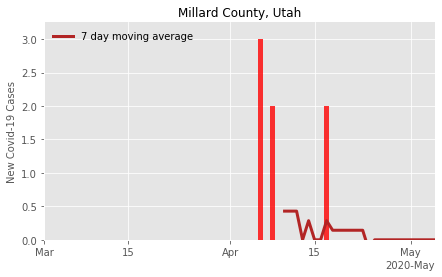 Millard County, Utah
7 day moving average
New Covid-19 Cases
3.0
2.5
2.0
1.5
1.0
0.5
0.0
Mar
15
Apr
15
May
2020-May